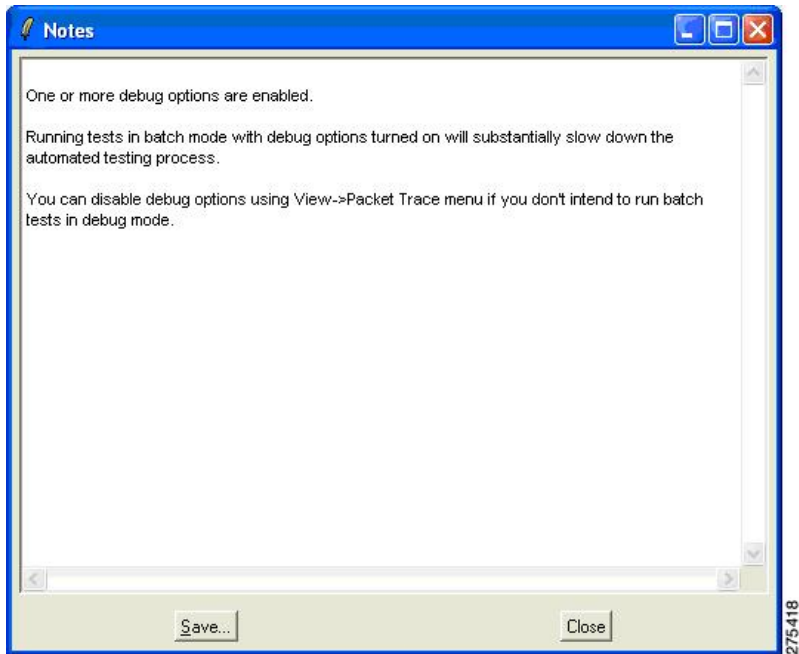 Notes
One or more debug options are enabled.
Running tests in batch mode with debug options turned on will substantially slow down the
automated testing process.
You can disable debug options using View->Packet Trace menu if you don't intend to run batch
tests in debug mode.
Save...
Close
275418